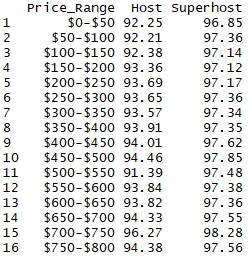 Price_Range Host Superhost
1 $0-$50 92.25 96.85
2 $50-$100 92.21 97.36
3 $100-$150 92.38 97.14
4 $150-$200 93.36 97.12
5 $200-$250 93.69 97.17
6 $250-$300 93.65 97.36
7 $300-$350 93.57 97.34
8 $350-$400 93.91 97.35
9 $400-$450 94.01 97.62
10 $450-$500 94.46 97.85
11 $500-$550 91.39 97.48
12 $550-$600 93.84 97.38
13 $600-$650 93.82 97.36
14 $650-$700 94.33 97.55
15 $700-$750 96.27 98.28
16 $750-$800 94.38 97.56